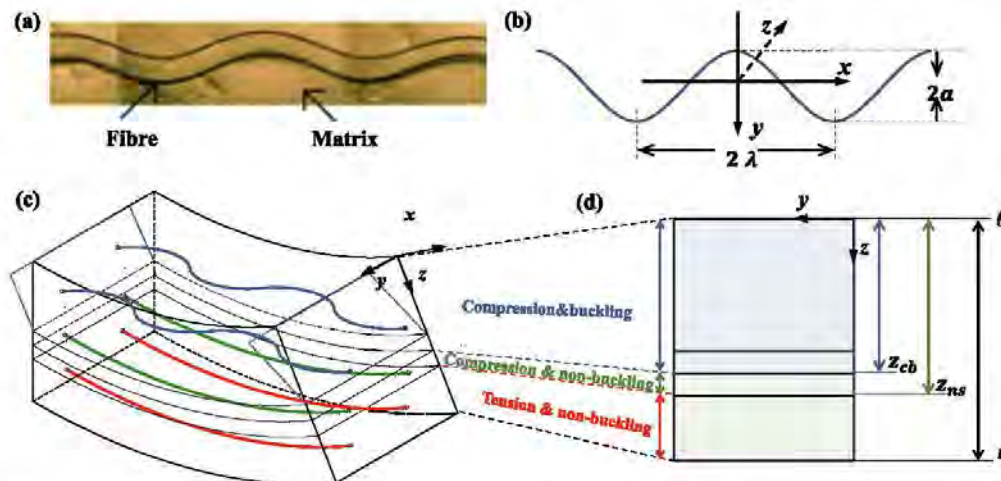 (a)
Fibre
Matrix
(b)
z
x
2a
y
2 λ
(c)
x
y
z
Compression&buckling
Compression & non-buckling
Tension & non-buckling
(d)
y
z
z_cb
z_ns